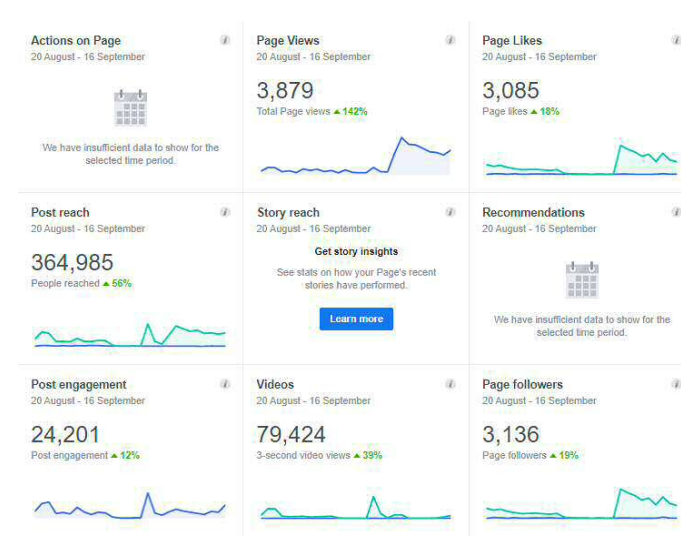 Actions on Page
20 August - 16 September
We have insufficient data to show for the
selected time period.
Page Views
20 August - 16 September
3,879
Total Page views ▲ 142%
Page Likes
20 August - 16 September
3,085
Page likes ▲ 18%
Post reach
20 August - 16 September
364,985
People reached ▲ 56%
Story reach
20 August - 16 September
Get story insights
See stats on how your Page's recent
stories have performed.
Learn more
Recommendations
20 August - 16 September
We have insufficient data to show for the
selected time period.
Post engagement
20 August - 16 September
24,201
Post engagement ▲ 12%
Videos
20 August - 16 September
79,424
3-second video views ▲ 39%
Page followers
20 August - 16 September
3,136
Page followers ▲ 19%